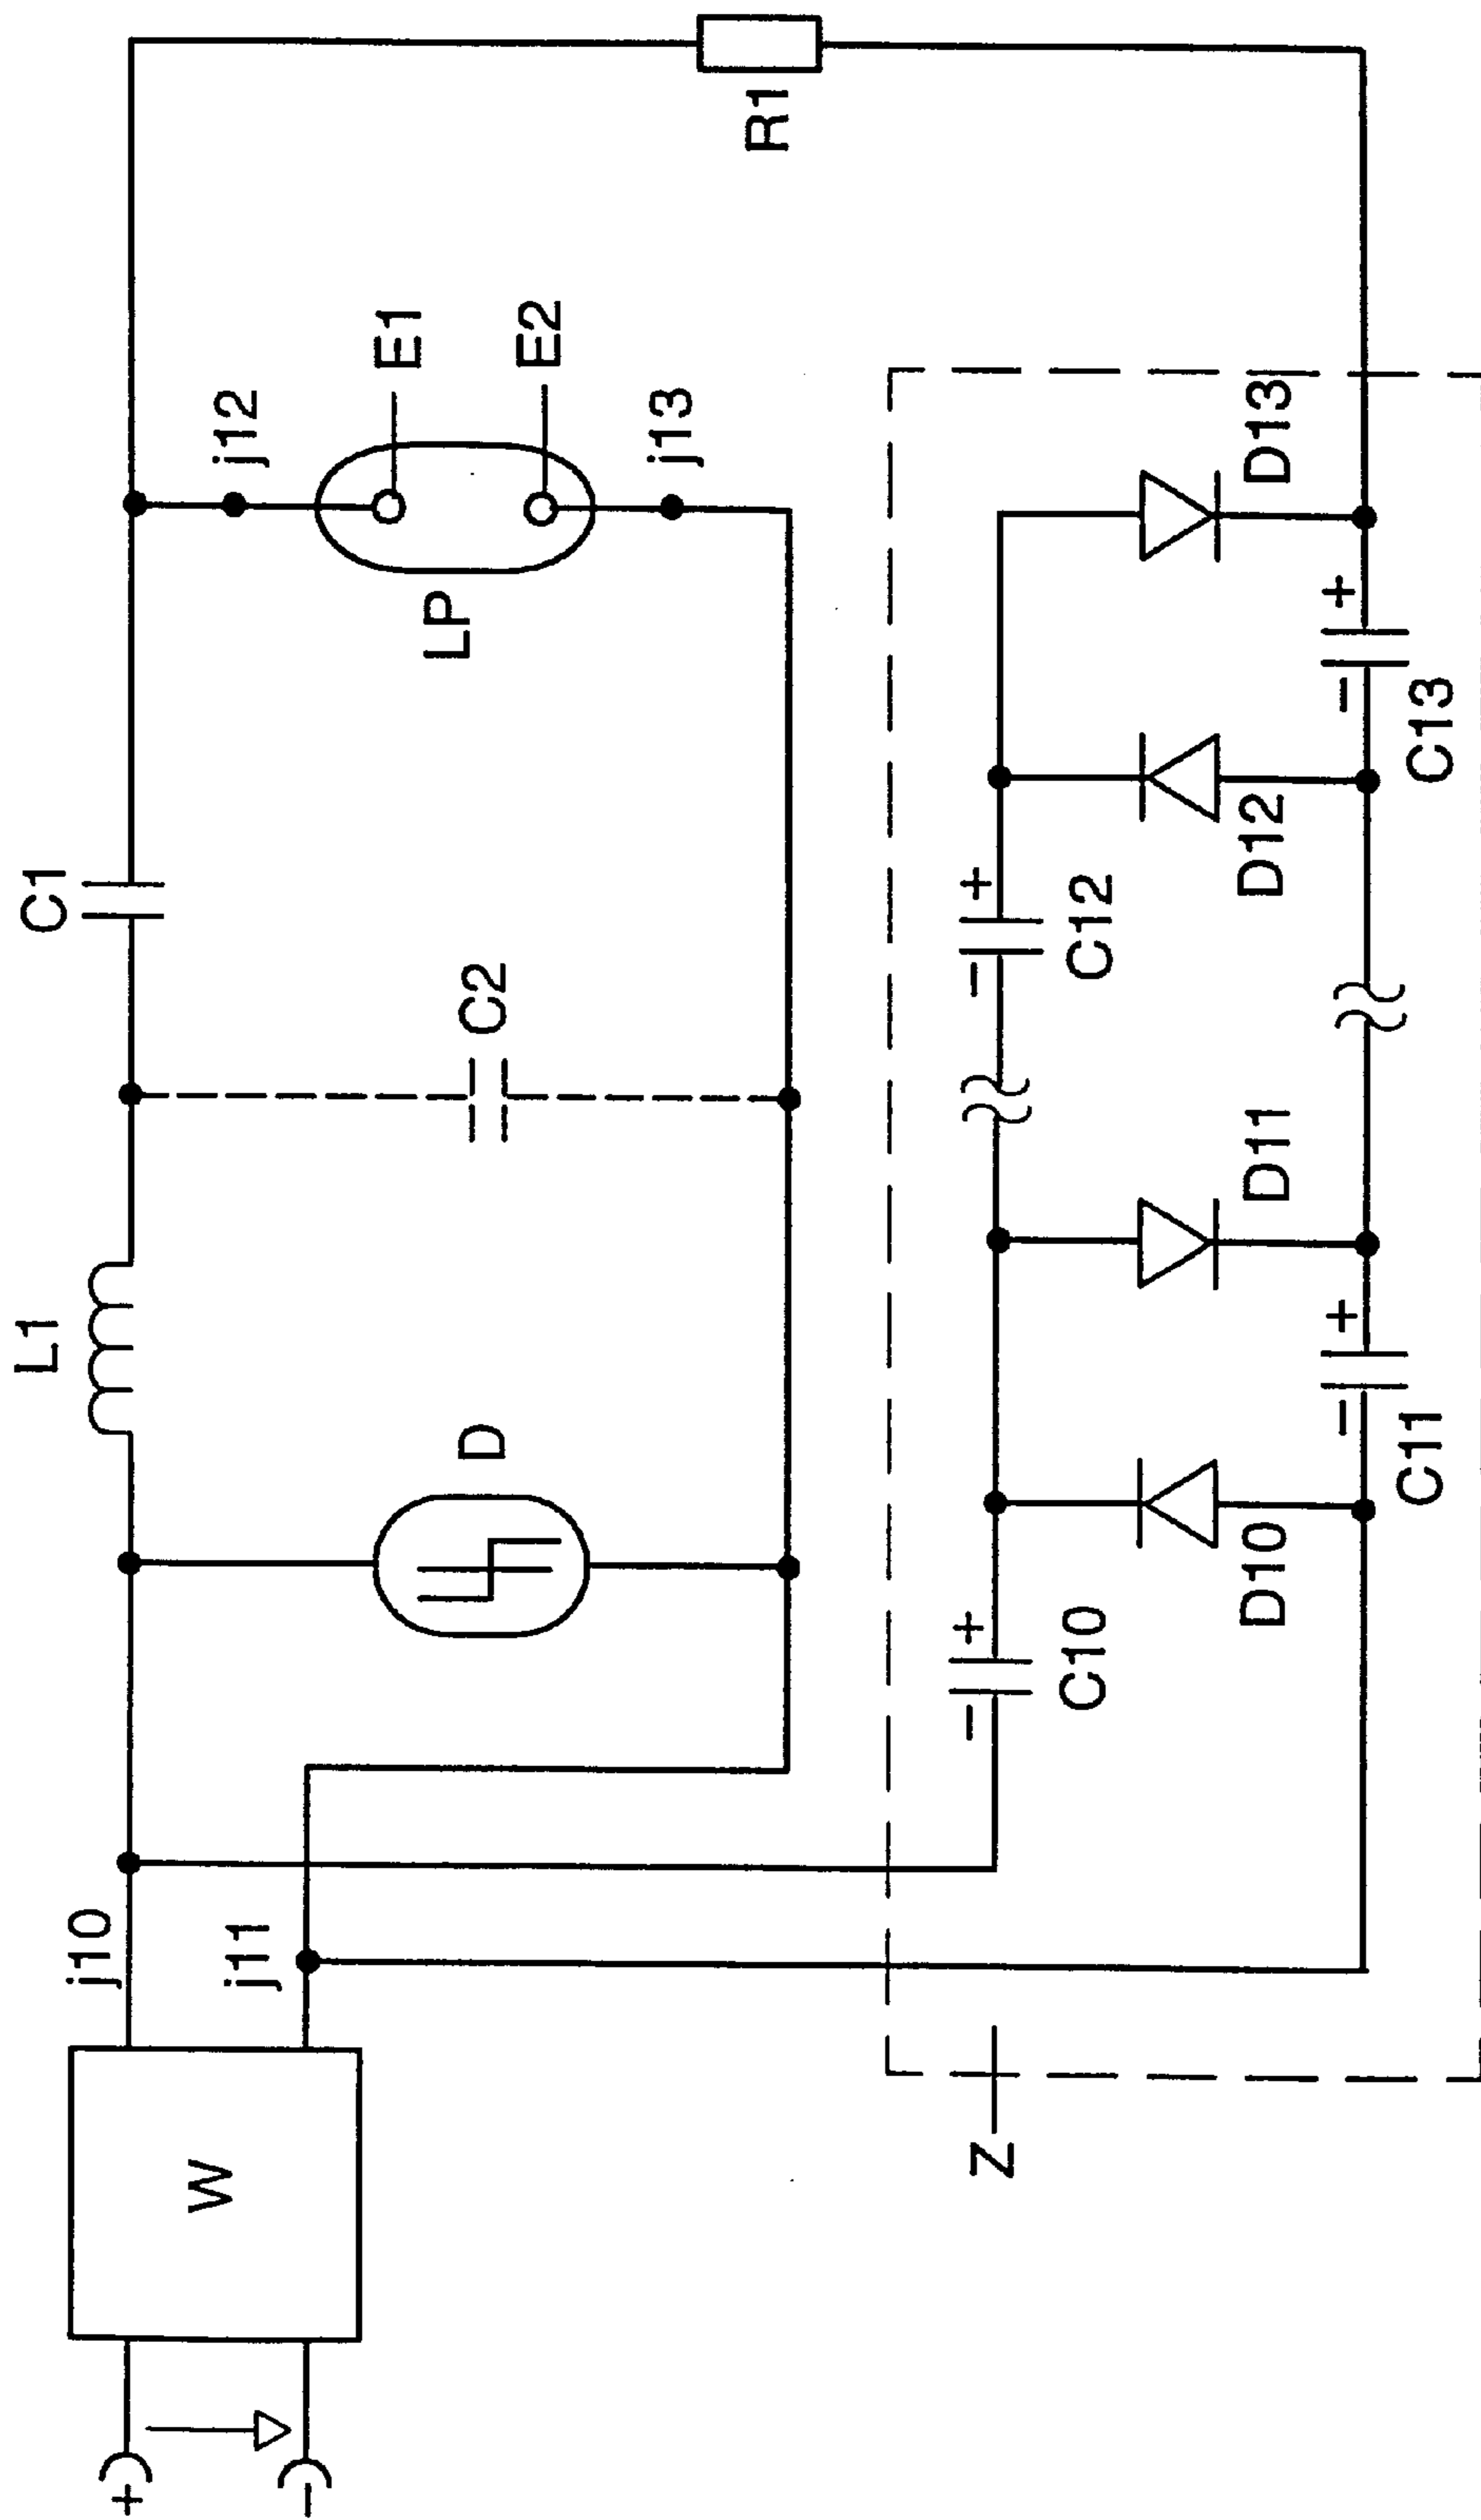 L1
C1
+
-
W
j10
j11
D
C2
LP
j12
E1
E2
j13
R1
Z
-
+
C10
-
+
C12
D10
D11
D12
D13
-
+
C11
-
+
C13